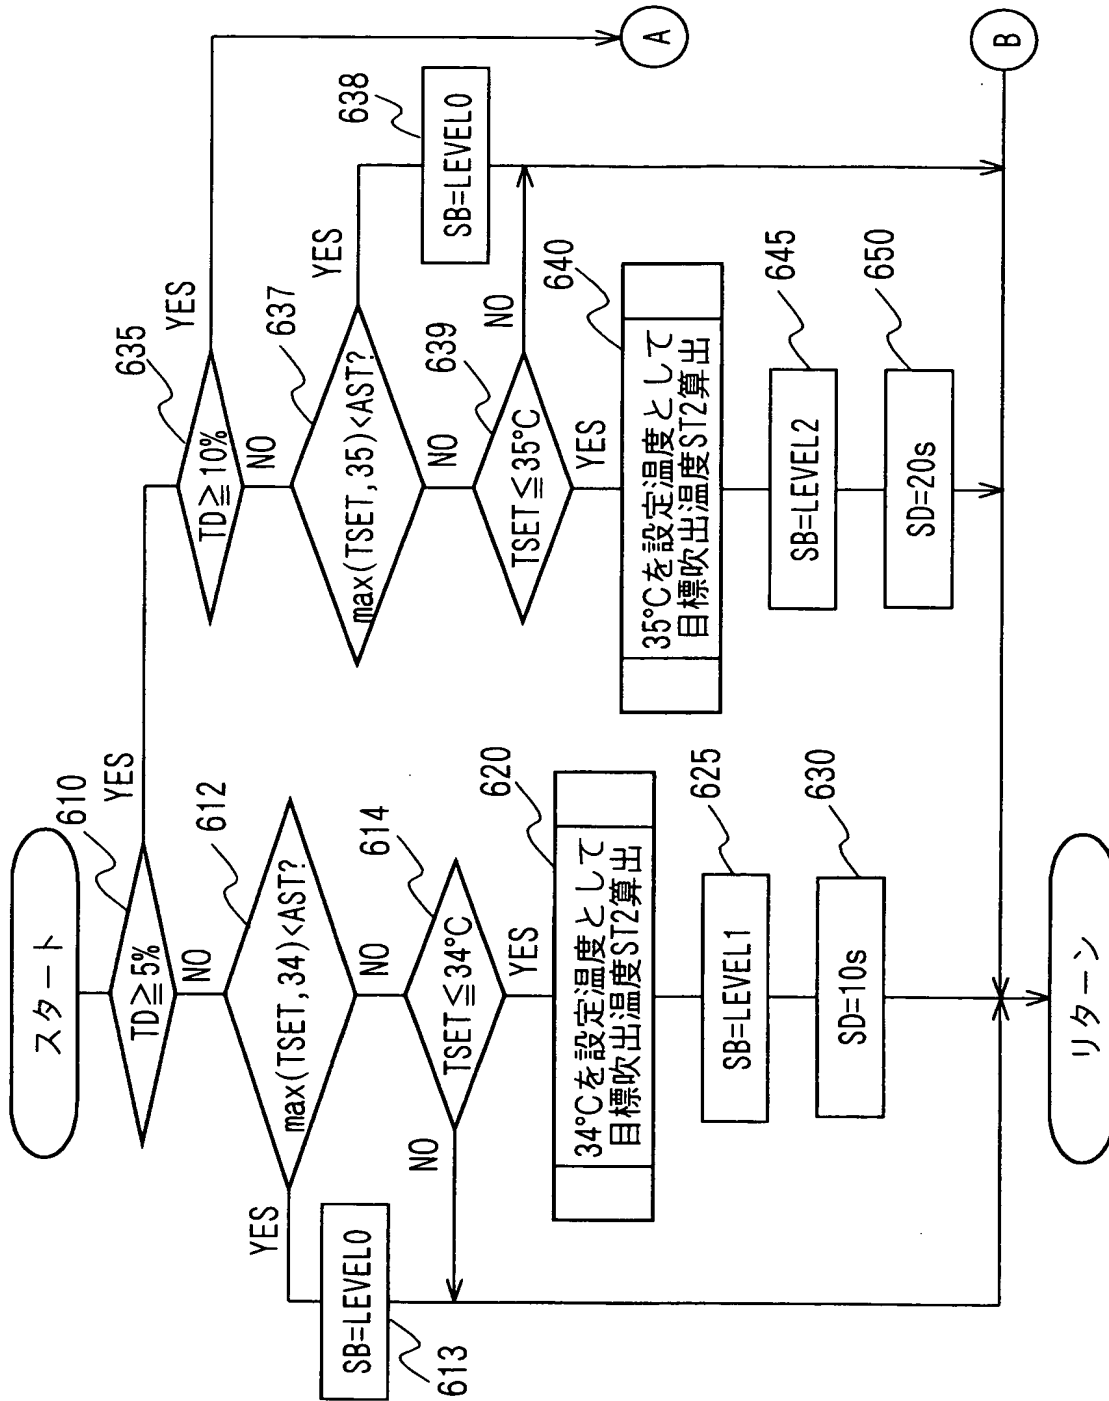 スタート
610
TD≧5%
YES
NO
612
max(TSET,34)<AST?
YES
NO
SB=LEVEL0
613
614
TSET≦34°C
NO
YES
620
34°Cを設定温度として
目標吹出温度ST2算出
625
SB=LEVEL1
630
SD=10s
635
TD≧10%
YES
NO
A
637
max(TSET,35)<AST?
YES
NO
638
SB=LEVEL0
639
TSET≦35°C
NO
YES
640
35°Cを設定温度として
目標吹出温度ST2算出
645
SB=LEVEL2
650
SD=20s
B
リターン